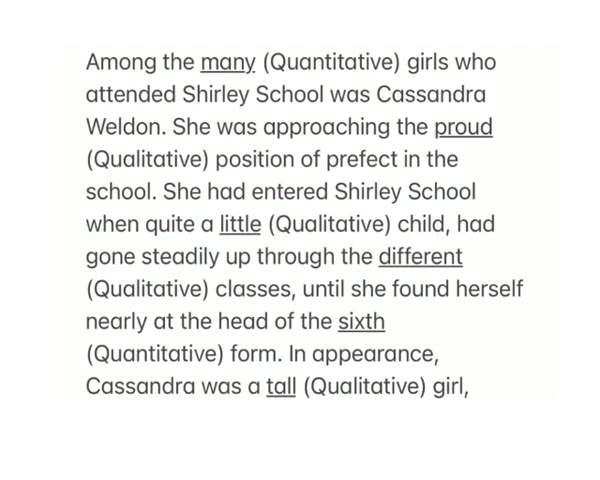 Among the many (Quantitative) girls who
attended Shirley School was Cassandra
Weldon. She was approaching the proud
(Qualitative) position of prefect in the
school. She had entered Shirley School
when quite a little (Qualitative) child, had
gone steadily up through the different
(Qualitative) classes, until she found herself
nearly at the head of the sixth
(Quantitative) form. In appearance,
Cassandra was a tall (Qualitative) girl,